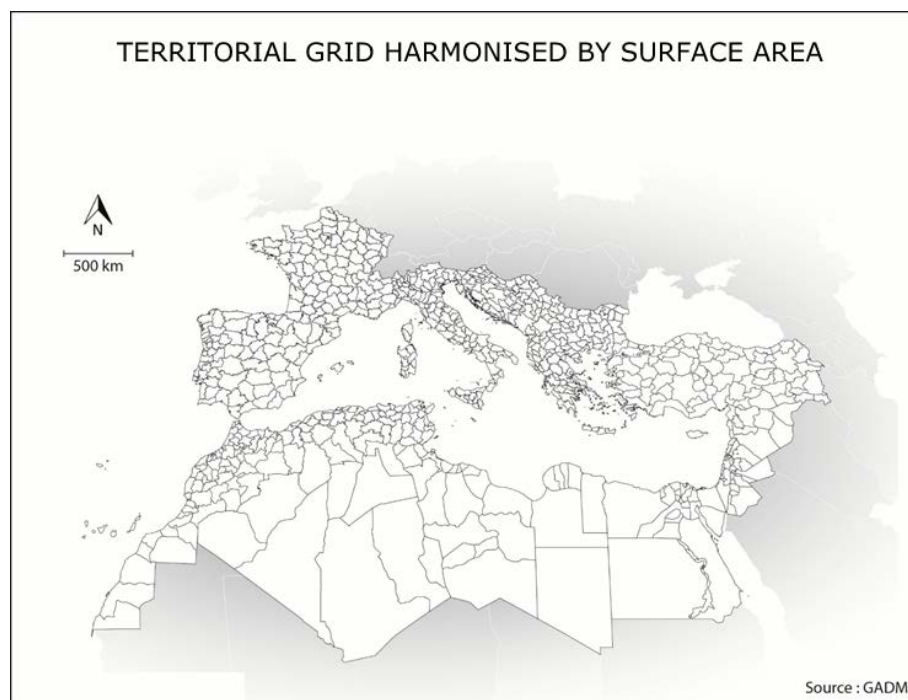 TERRITORIAL GRID HARMONISED BY SURFACE AREA
N
500 km
Source : GADM